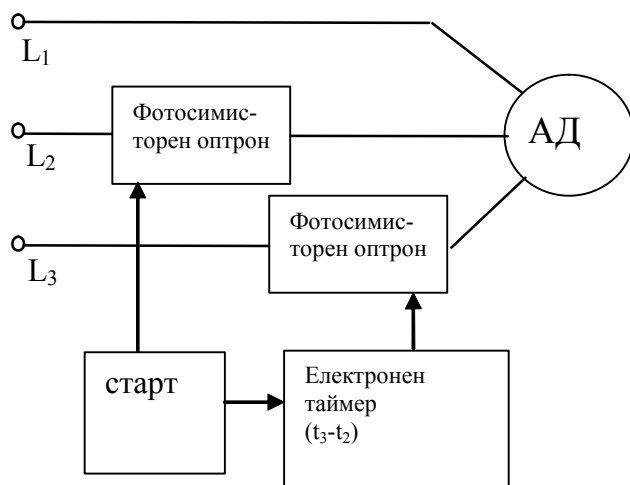 L₁
Фотосимис-
торен оптрон
L₂
АД
Фотосимис-
торен оптрон
L₃
старт
Електронен
таймер
(t₃-t₂)